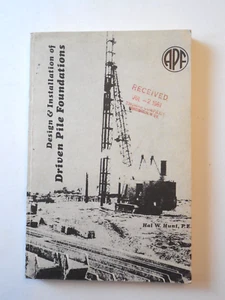 Design & Installation of
Driven Pile Foundations
APF
RECEIVED
Hal W. Hunt, P.E.